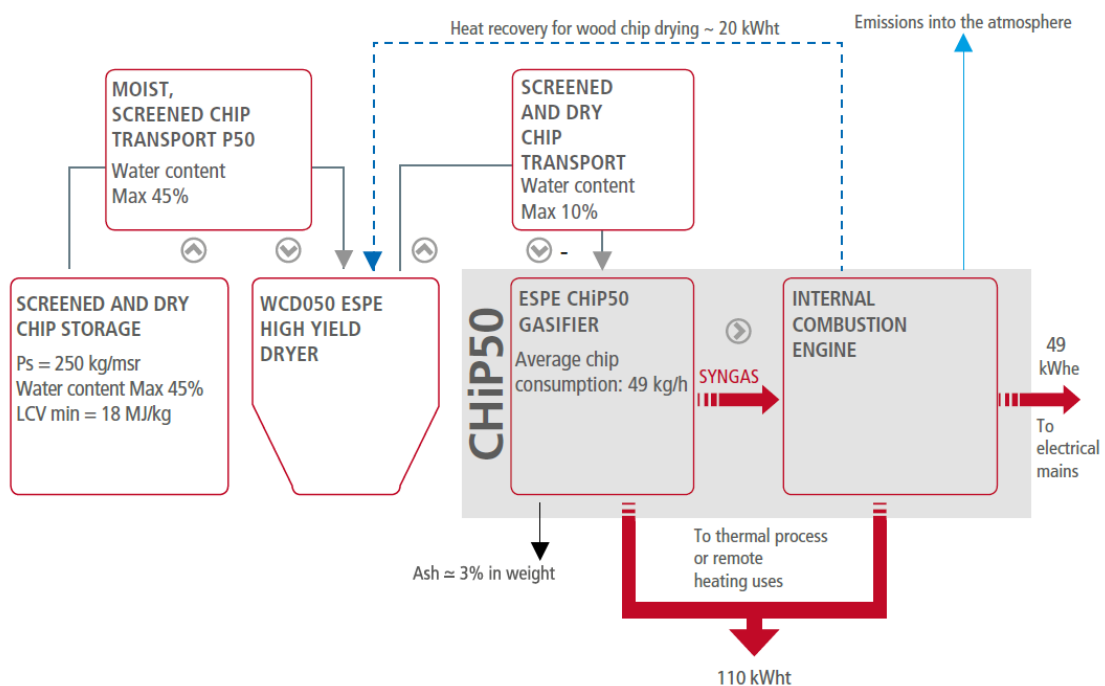 Heat recovery for wood chip drying ~ 20 kWht
Emissions into the atmosphere
MOIST,
SCREENED CHIP
TRANSPORT P50
Water content
Max 45%
SCREENED
AND DRY
CHIP
TRANSPORT
Water content
Max 10%
-
SCREENED AND DRY
CHIP STORAGE
Ps = 250 kg/msr
Water content Max 45%
LCV min = 18 MJ/kg
WCD050 ESPE
HIGH YIELD
DRYER
CHiP50
ESPE CHiP50
GASIFIER
Average chip
consumption: 49 kg/h
SYNGAS
INTERNAL
COMBUSTION
ENGINE
49
kWhe
To
electrical
mains
Ash ≃ 3% in weight
To thermal process
or remote
heating uses
110 kWht